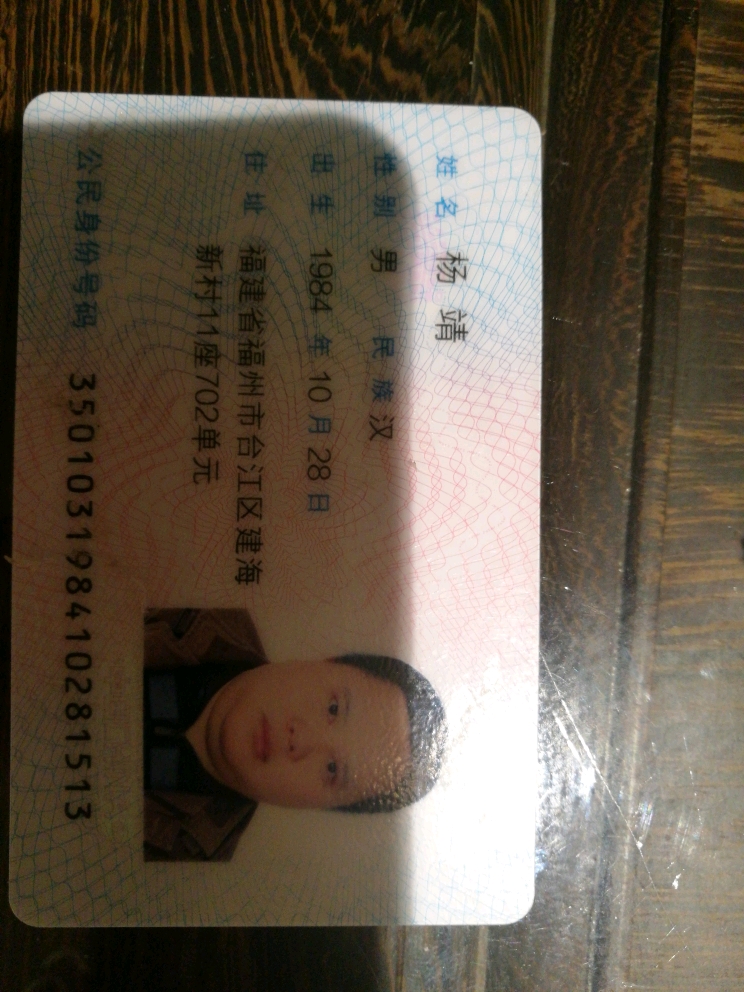 姓名 杨靖
性别 男 民族 汉
出生 1984 年 10 月 28 日
住址 福建省福州市台江区建海
新村11座702单元
公民身份号码 350103198410281513